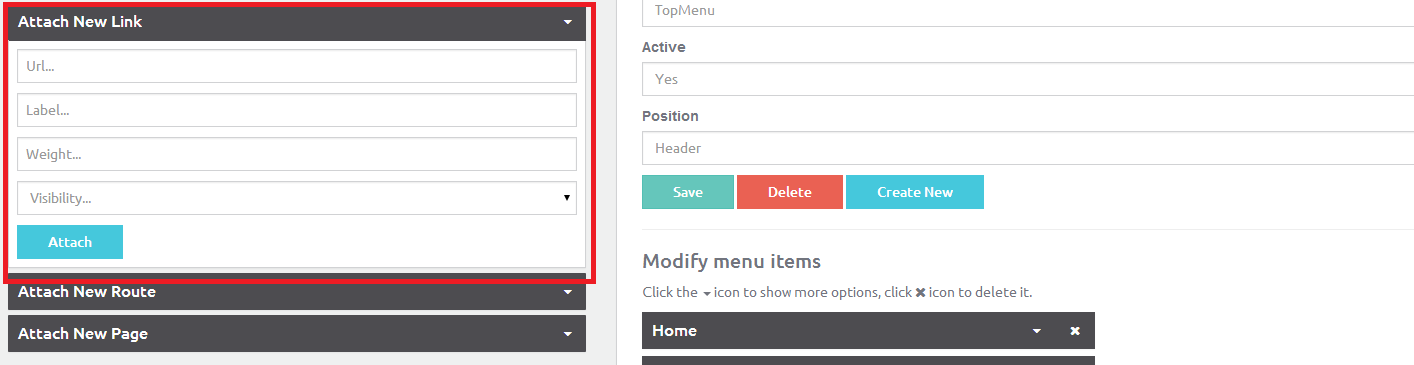 Attach New Link
Url...
Label...
Weight...
Visibility...
Attach
Attach New Route
Attach New Page
TopMenu
Active
Yes
Position
Header
Save Delete Create New
Modify menu items
Click the icon to show more options, click ✖ icon to delete it.
Home